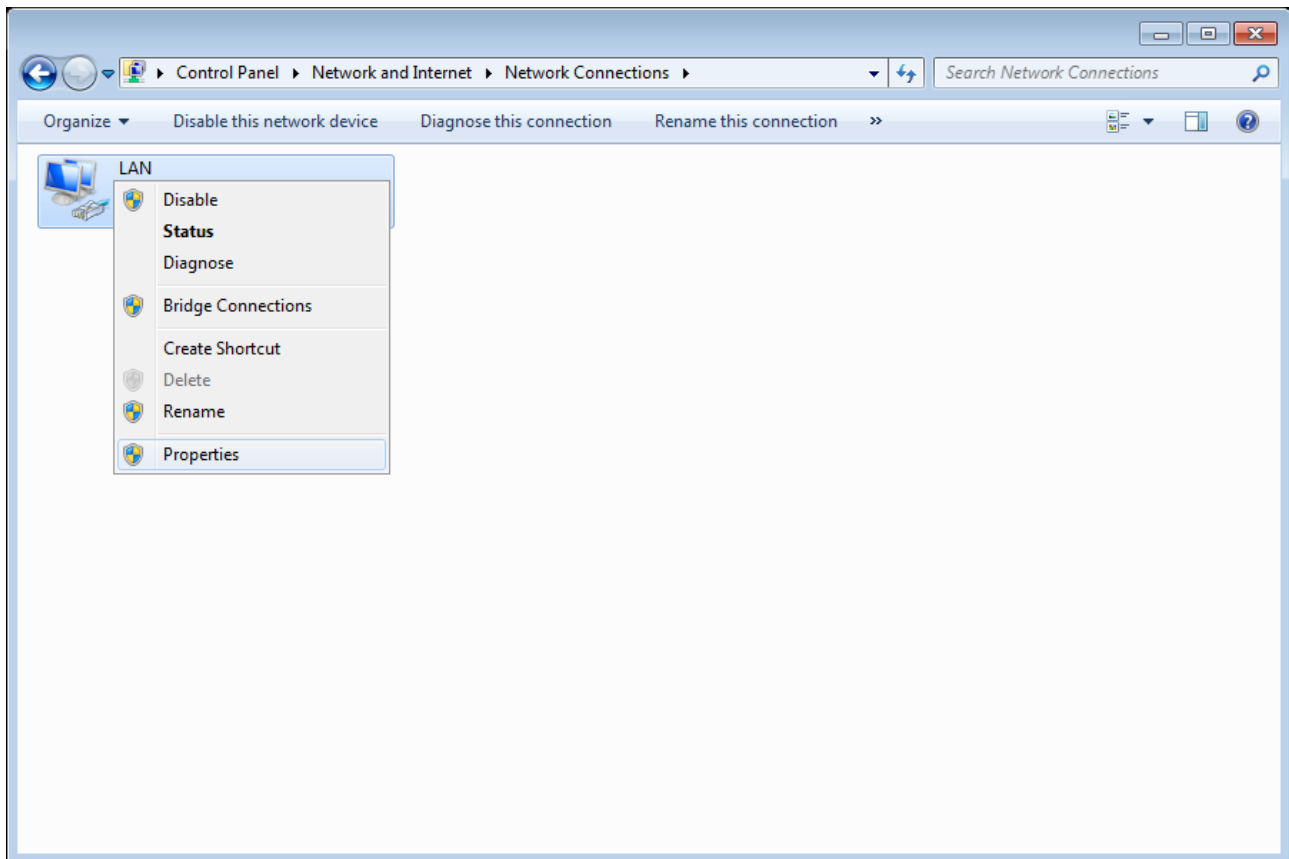 Control Panel Network and Internet Network Connections Search Network Connections
Organize Disable this network device Diagnose this connection Rename this connection »
LAN
Disable
Status
Diagnose
Bridge Connections
Create Shortcut
Delete
Rename
Properties